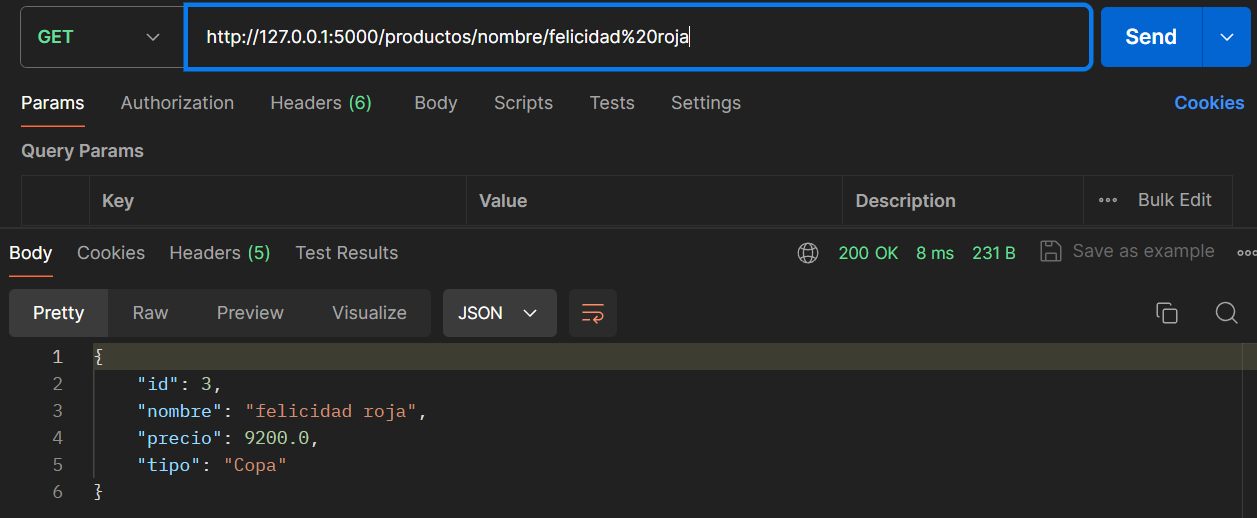 GET http://127.0.0.1:5000/productos/nombre/felicidad%20roja Send
Params Authorization Headers (6) Body Scripts Tests Settings Cookies
Query Params
Key Value Description Bulk Edit
Body Cookies Headers (5) Test Results 200 OK 8 ms 231 B Save as example
Pretty Raw Preview Visualize JSON
1 {
2 "id": 3,
3 "nombre": "felicidad roja",
4 "precio": 9200.0,
5 "tipo": "Copa"
6 }